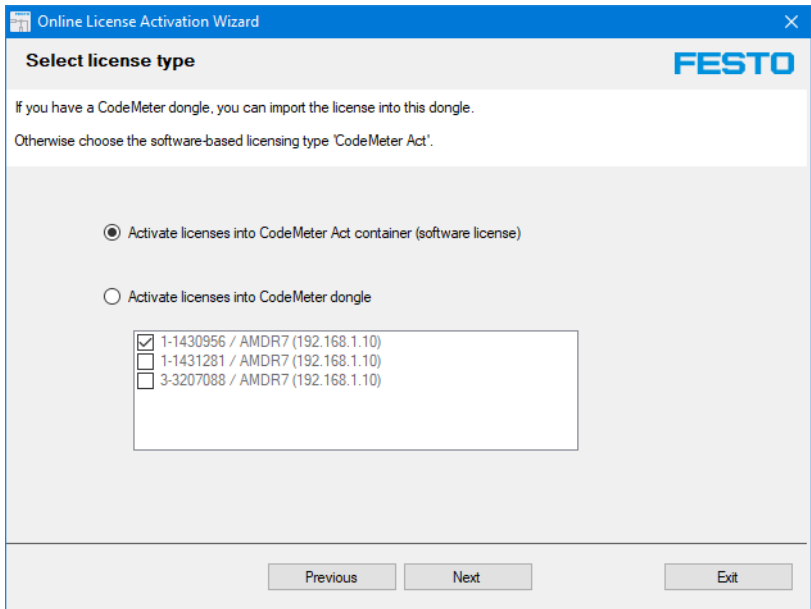 Online License Activation Wizard
Select license type
FESTO
If you have a CodeMeter dongle, you can import the license into this dongle.
Otherwise choose the software-based licensing type 'CodeMeter Act'.
Activate licenses into CodeMeter Act container (software license)
Activate licenses into CodeMeter dongle
1-1430956 / AMDR7 (192.168.1.10)
1-1431281 / AMDR7 (192.168.1.10)
3-3207088 / AMDR7 (192.168.1.10)
Previous Next Exit